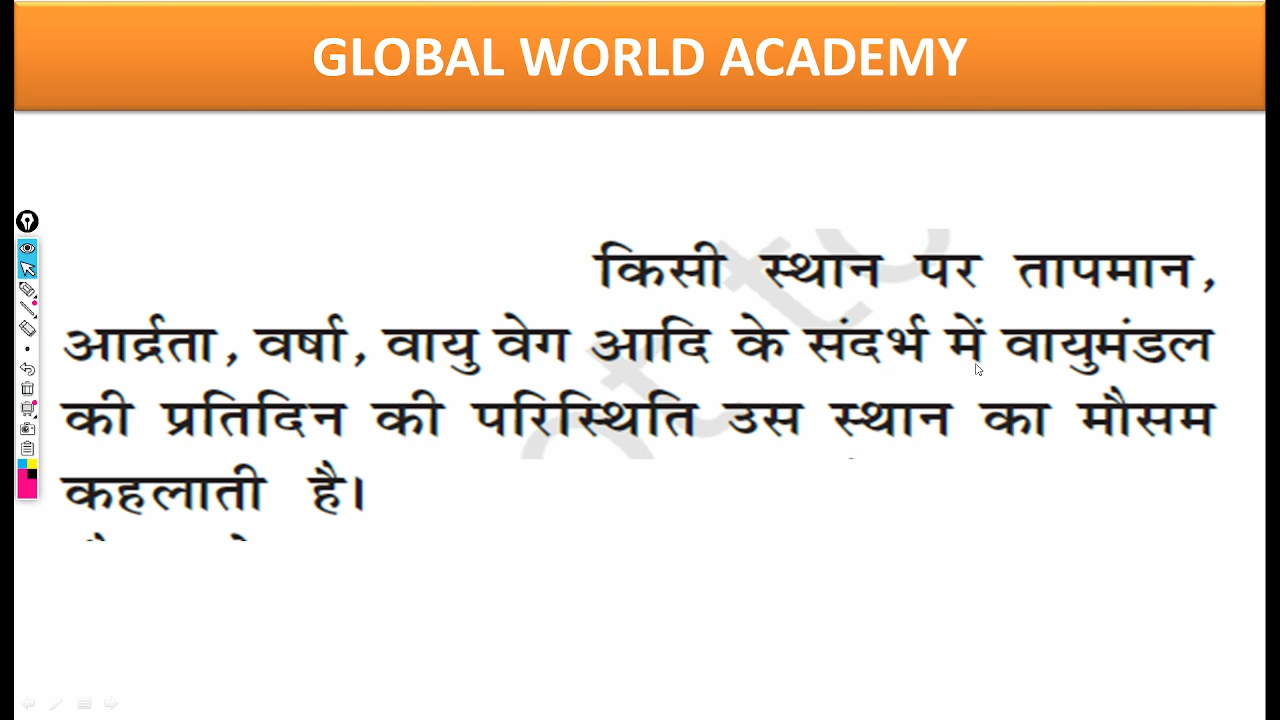 GLOBAL WORLD ACADEMY
किसी स्थान पर तापमान,
आर्द्रता, वर्षा, वायु वेग आदि के संदर्भ में वायुमंडल
की प्रतिदिन की परिस्थिति उस स्थान का मौसम
कहलाती है।